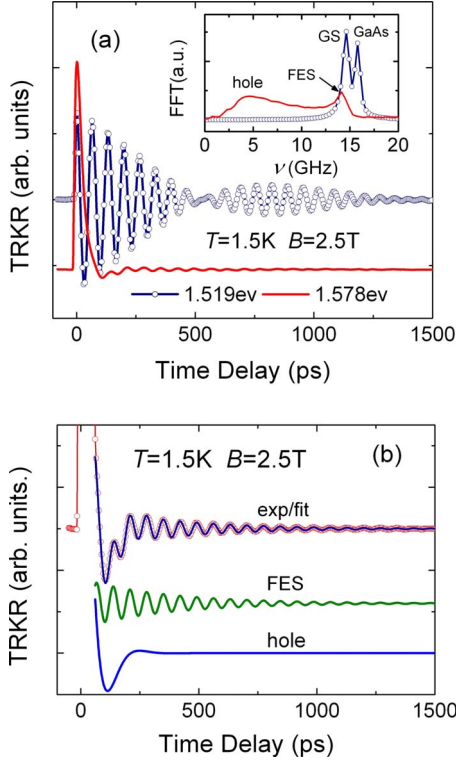 (a)
FFT(a.u.)
GS
GaAs
hole
FES
0 5 10 15 20
ν(GHz)
TRKR (arb. units)
T=1.5K B=2.5T
1.519ev 1.578ev
0 500 1000 1500
Time Delay (ps)
(b)
T=1.5K B=2.5T
exp/fit
FES
hole
TRKR (arb. units.)
0 500 1000 1500
Time Delay (ps)